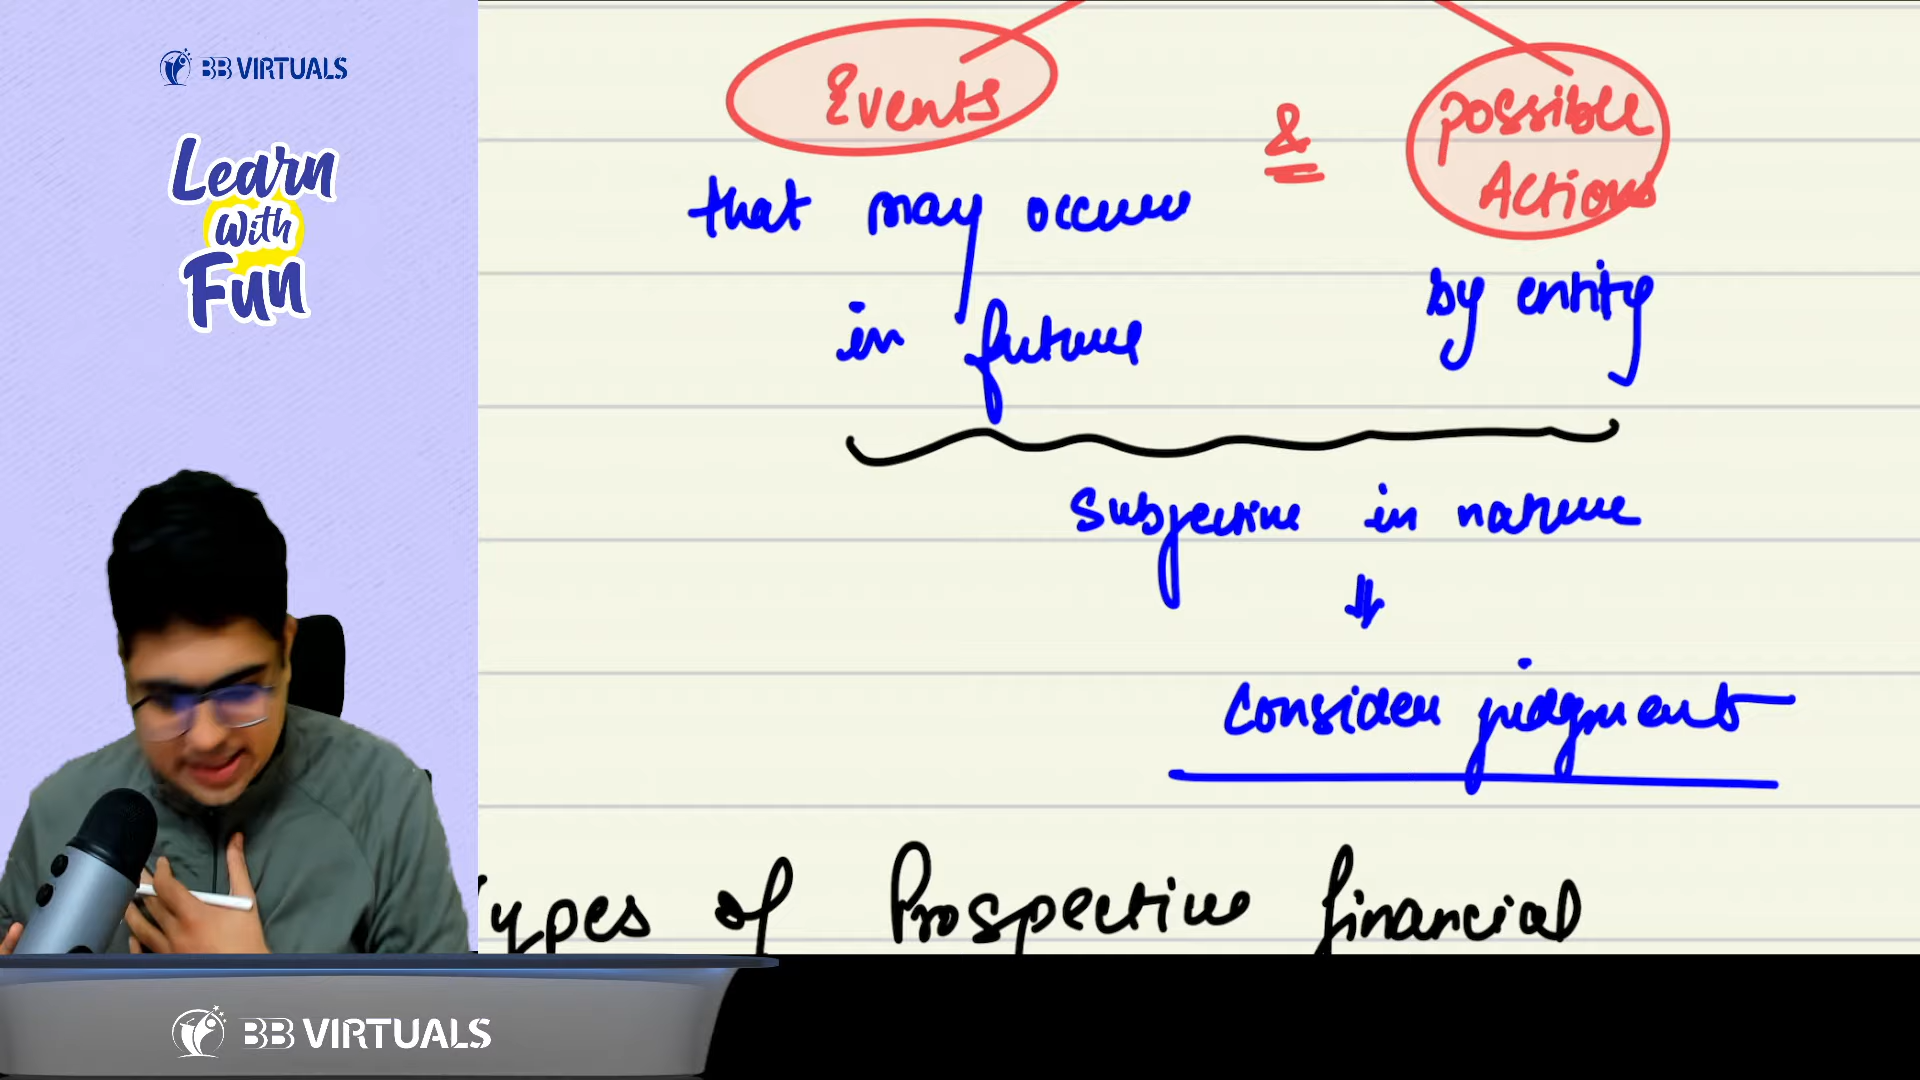 BB VIRTUALS
Learn
With
Fun
Events
&
possible
Actions
that may occur
in future
by entity
Subjective in nature
Consider judgment
ypes of Prospective financial
BB VIRTUALS